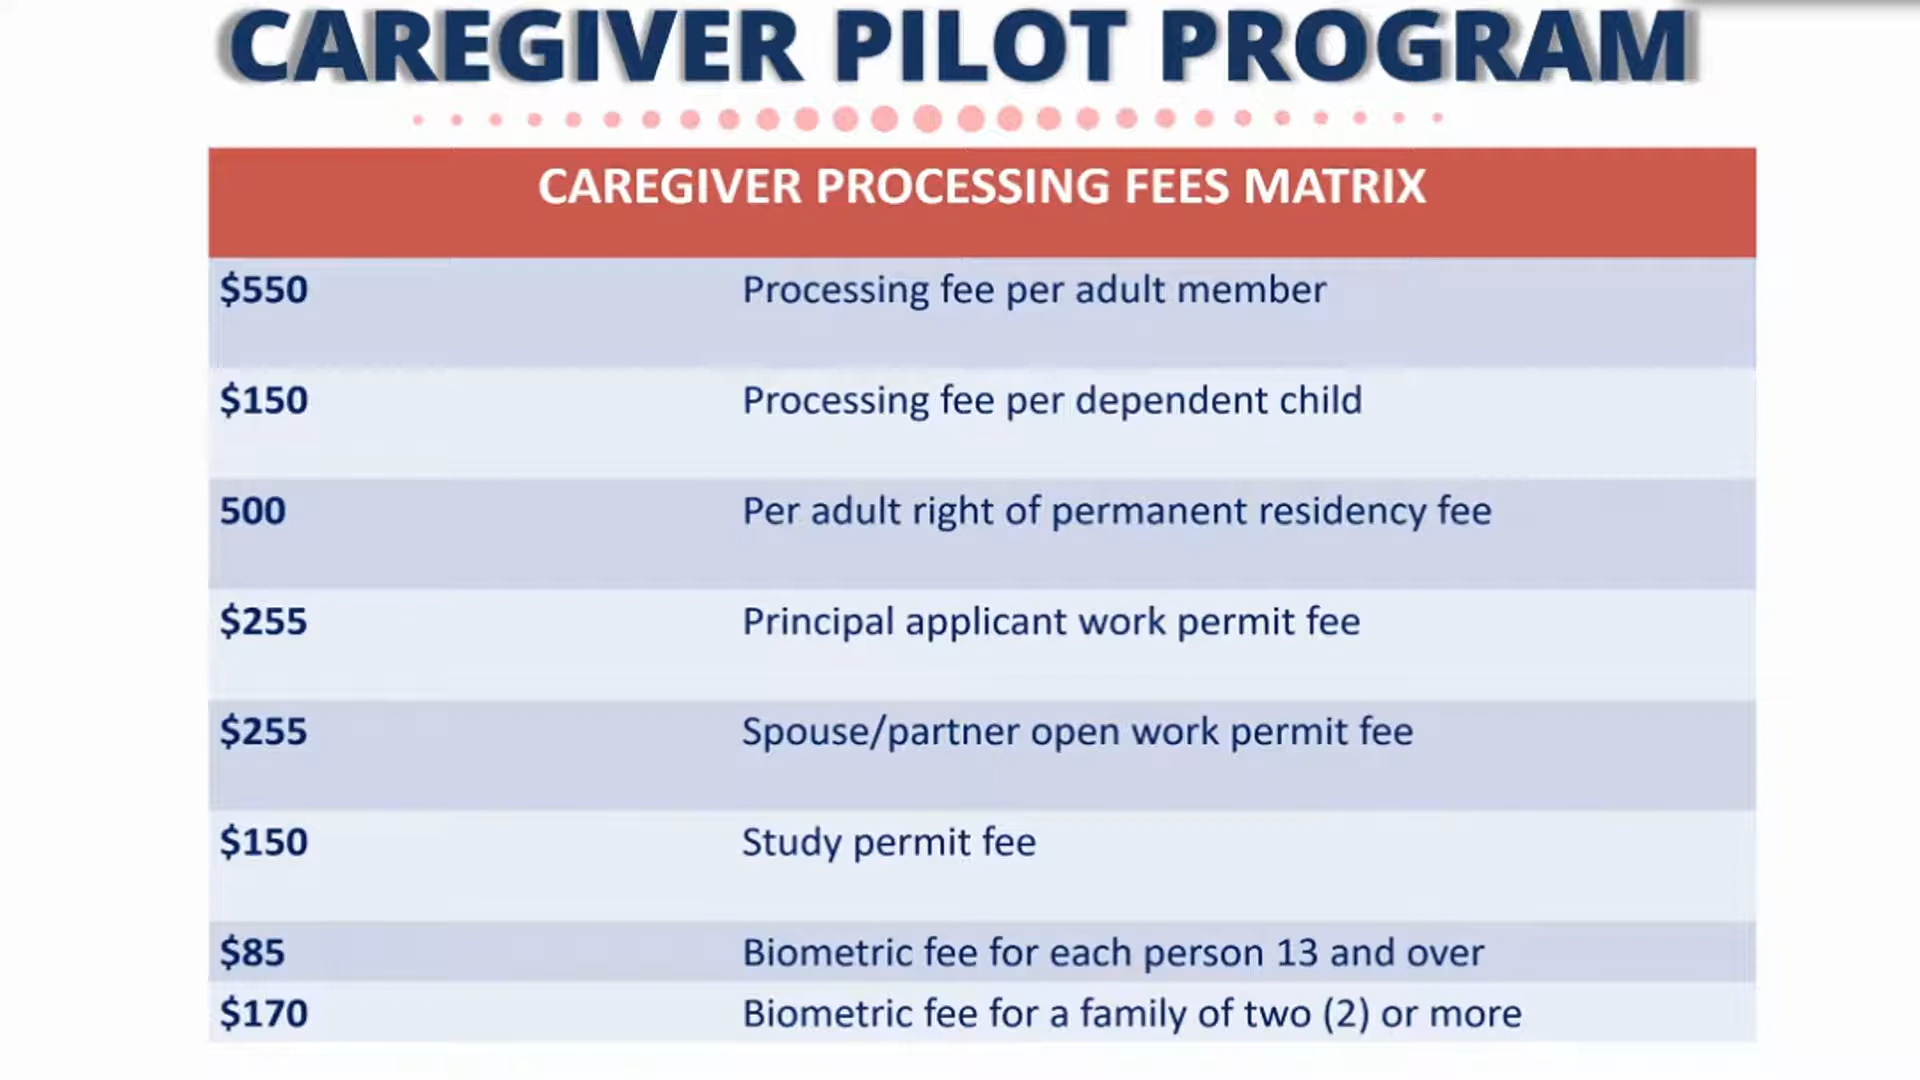 CAREGIVER PILOT PROGRAM
CAREGIVER PROCESSING FEES MATRIX
$550 Processing fee per adult member
$150 Processing fee per dependent child
500 Per adult right of permanent residency fee
$255 Principal applicant work permit fee
$255 Spouse/partner open work permit fee
$150 Study permit fee
$85 Biometric fee for each person 13 and over
$170 Biometric fee for a family of two (2) or more